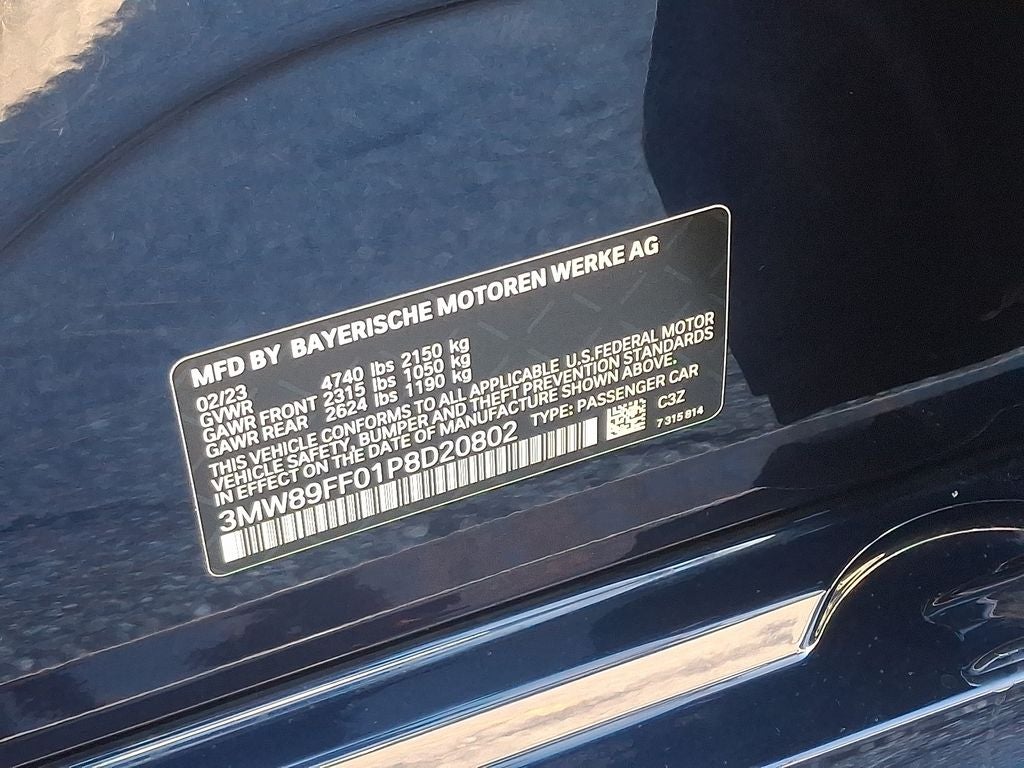 MFD BY BAYERISCHE MOTOREN WERKE AG
02/23
GVWR 4740 lbs 2150 kg
GAWR FRONT 2315 lbs 1050 kg
GAWR REAR 2624 lbs 1190 kg
THIS VEHICLE CONFORMS TO ALL APPLICABLE U.S.FEDERAL MOTOR
VEHICLE SAFETY, BUMPER AND THEFT PREVENTION STANDARDS
IN EFFECT ON THE DATE OF MANUFACTURE SHOWN ABOVE.
3MW89FF01P8D20802 TYPE: PASSENGER CAR
C3Z
7 315 814